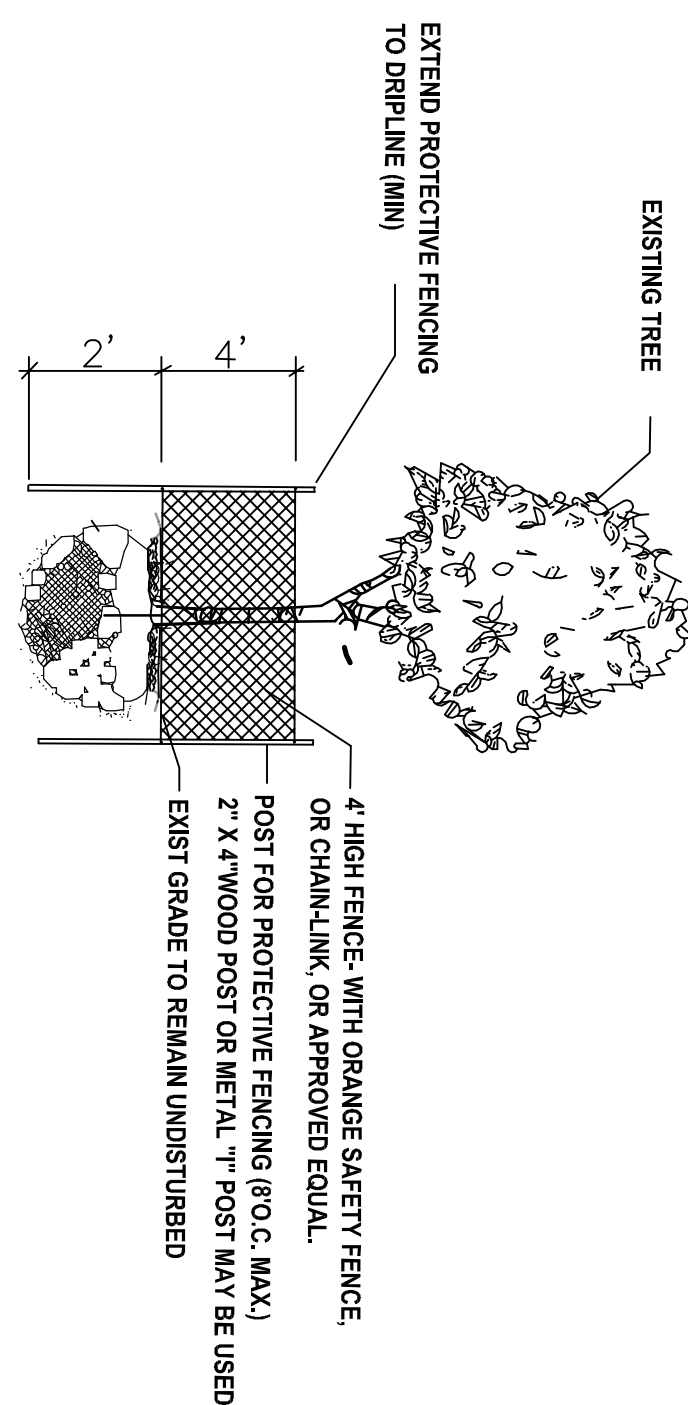 EXISTING TREE
EXTEND PROTECTIVE FENCING
TO DRIPLINE (MIN)
4'
2'
4' HIGH FENCE- WITH ORANGE SAFETY FENCE,
OR CHAIN-LINK, OR APPROVED EQUAL.
POST FOR PROTECTIVE FENCING (8'O.C. MAX.)
2" X 4"WOOD POST OR METAL "I" POST MAY BE USED
EXIST GRADE TO REMAIN UNDISTURBED